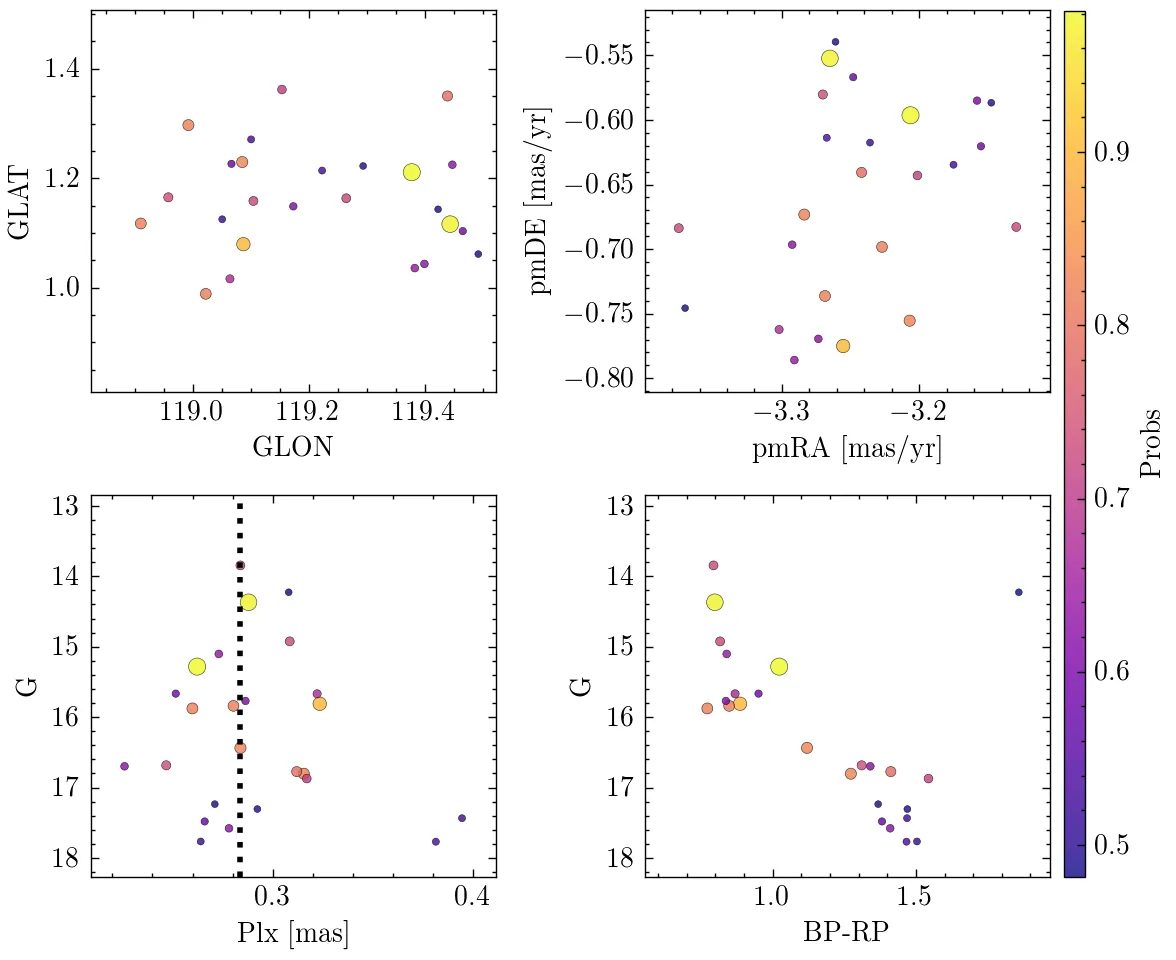 1.4
1.2
1.0
GLAT
119.0 119.2 119.4
GLON
−0.55
−0.60
−0.65
−0.70
−0.75
−0.80
pmDE [mas/yr]
−3.3 −3.2
pmRA [mas/yr]
13
14
15
16
17
18
G
0.3 0.4
Plx [mas]
13
14
15
16
17
18
G
1.0 1.5
BP-RP
0.9
0.8
0.7
0.6
0.5
Probs